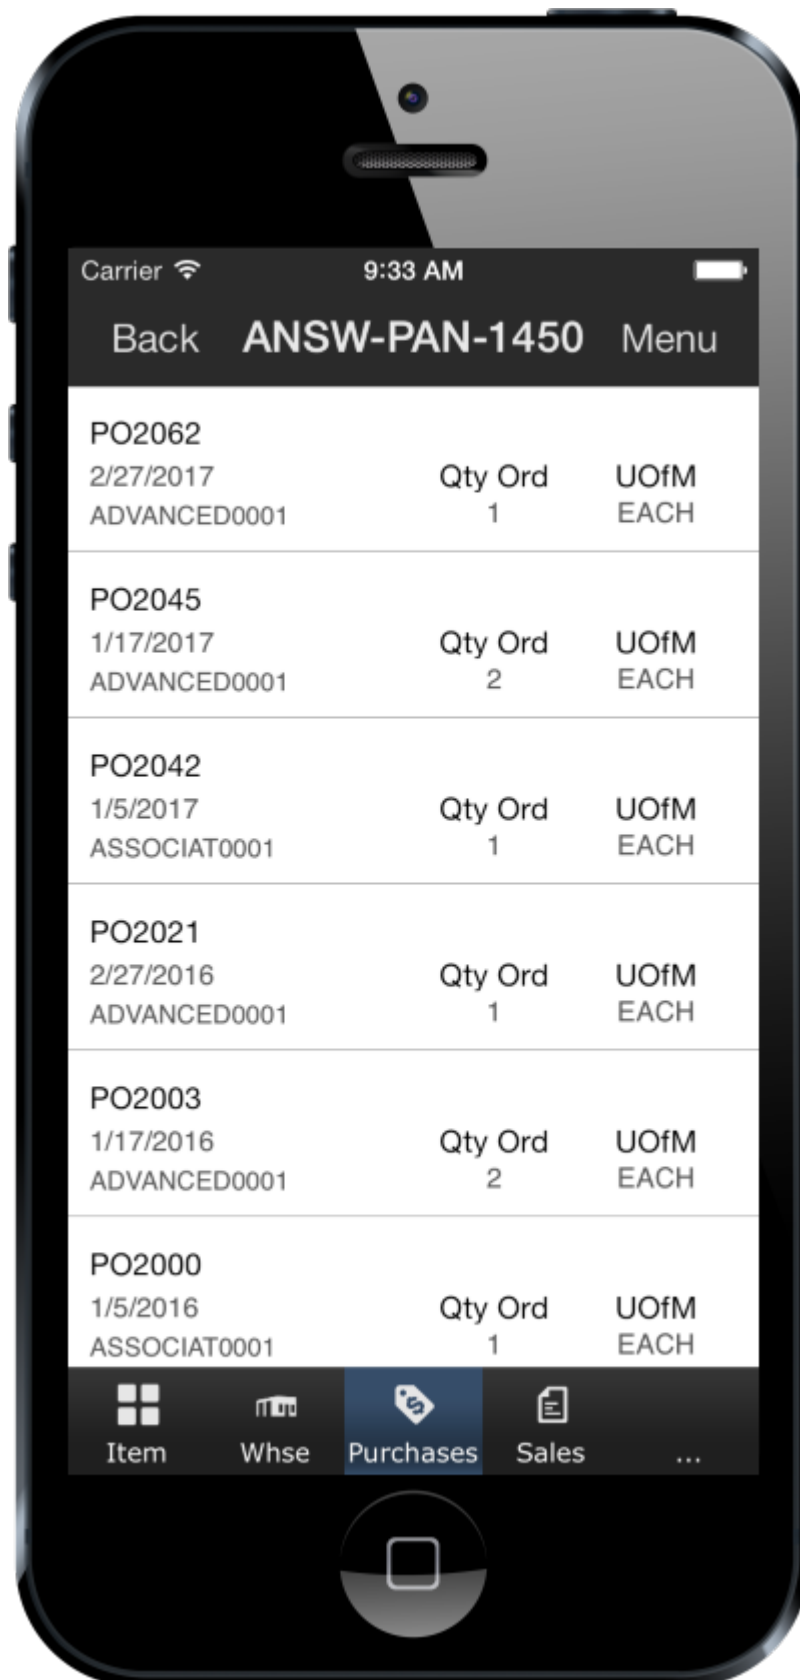 Carrier 9:33 AM
Back ANSW-PAN-1450 Menu
PO2062
2/27/2017 Qty Ord UOfM
ADVANCED0001 1 EACH
PO2045
1/17/2017 Qty Ord UOfM
ADVANCED0001 2 EACH
PO2042
1/5/2017 Qty Ord UOfM
ASSOCIAT0001 1 EACH
PO2021
2/27/2016 Qty Ord UOfM
ADVANCED0001 1 EACH
PO2003
1/17/2016 Qty Ord UOfM
ADVANCED0001 2 EACH
PO2000
1/5/2016 Qty Ord UOfM
ASSOCIAT0001 1 EACH
Item Whse Purchases Sales ...